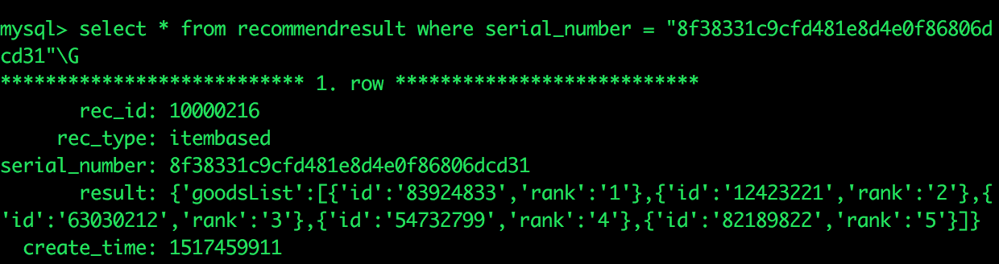 mysql> select * from recommendresult where serial_number = "8f38331c9cfd481e8d4e0f86806d
cd31"\G
*************************** 1. row ***************************
rec_id: 10000216
rec_type: itembased
serial_number: 8f38331c9cfd481e8d4e0f86806dcd31
result: {'goodsList':[{'id':'83924833','rank':'1'},{'id':'12423221','rank':'2'},{
'id':'63030212','rank':'3'},{'id':'54732799','rank':'4'},{'id':'82189822','rank':'5'}]}
create_time: 1517459911